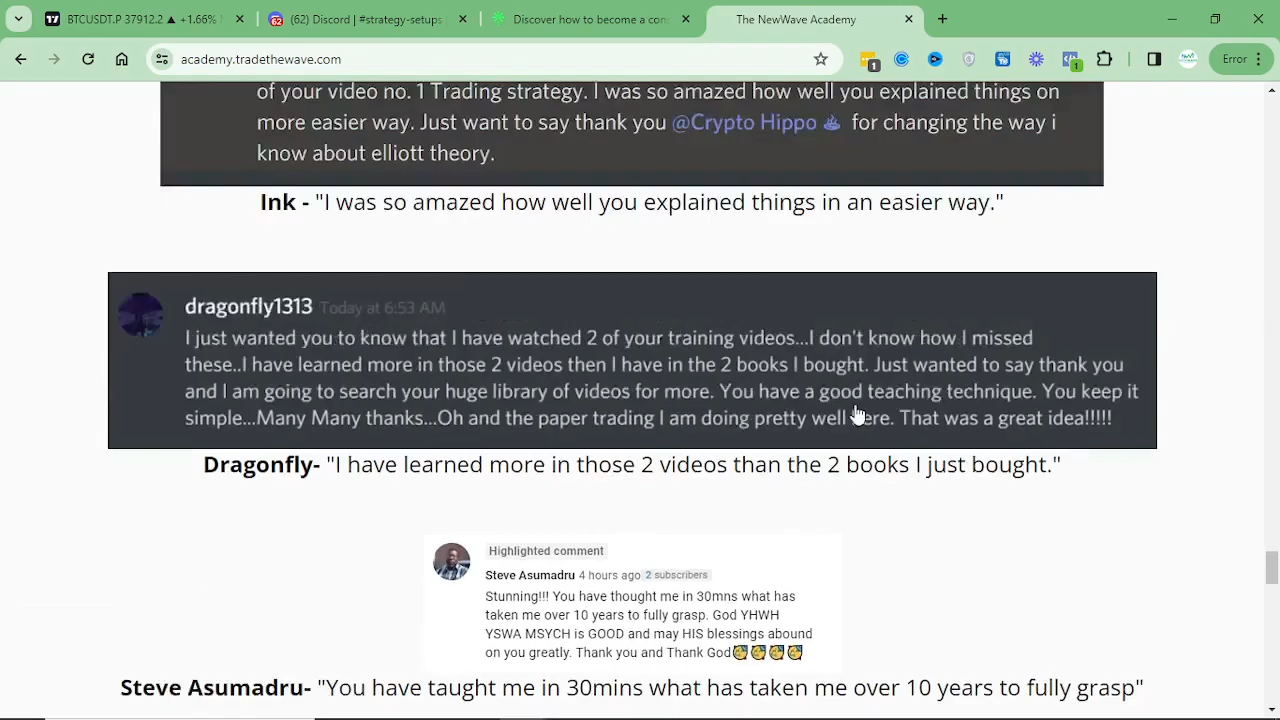 BTCUSDT.P 37912.2 ▲ +1.66%
(62) Discord | #strategy-setups
Discover how to become a con
The NewWave Academy
academy.tradethewave.com
1
1
Error
of your video no. 1 Trading strategy. I was so amazed how well you explained things on
more easier way. Just want to say thank you @Crypto Hippo for changing the way i
know about elliott theory.
Ink - "I was so amazed how well you explained things in an easier way."
dragonfly1313 Today at 6:53 AM
I just wanted you to know that I have watched 2 of your training videos...I don't know how I missed
these..I have learned more in those 2 videos then I have in the 2 books I bought. Just wanted to say thank you
and I am going to search your huge library of videos for more. You have a good teaching technique. You keep it
simple...Many Many thanks...Oh and the paper trading I am doing pretty well here. That was a great idea!!!!!
Dragonfly- "I have learned more in those 2 videos than the 2 books I just bought."
Highlighted comment
Steve Asumadru 4 hours ago 2 subscribers
Stunning!!! You have thought me in 30mns what has
taken me over 10 years to fully grasp. God YHWH
YSWA MSYCH is GOOD and may HIS blessings abound
on you greatly. Thank you and Thank God
Steve Asumadru- "You have taught me in 30mins what has taken me over 10 years to fully grasp"